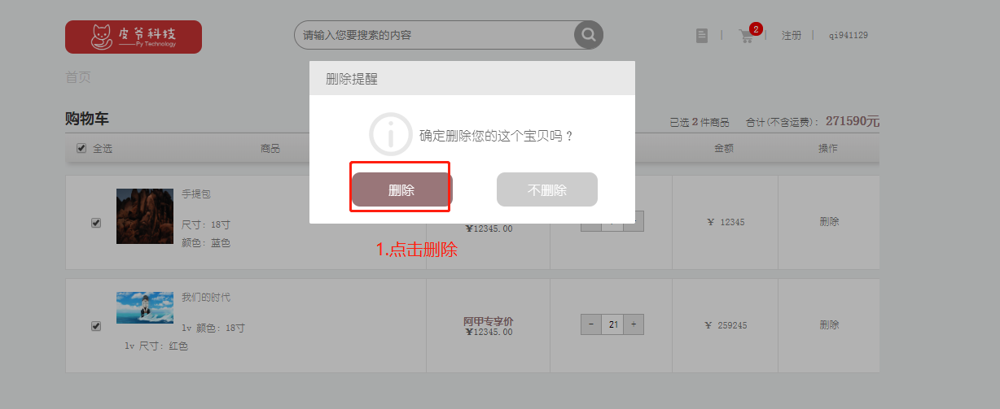 皮爷科技
Py Technology
请输入您要搜索的内容
2
注册
qi941129
首页
删除提醒
购物车
已选 2 件商品 合计(不含运费): 271590元
确定删除您的这个宝贝吗？
全选 商品 金额 操作
删除 不删除
手提包
尺寸: 18寸
颜色: 蓝色
¥12345.00
¥ 12345
删除
1.点击删除
我们的时代
lv 颜色: 18寸
lv 尺寸: 红色
阿甲专享价
¥12345.00
- 21 +
¥ 259245
删除